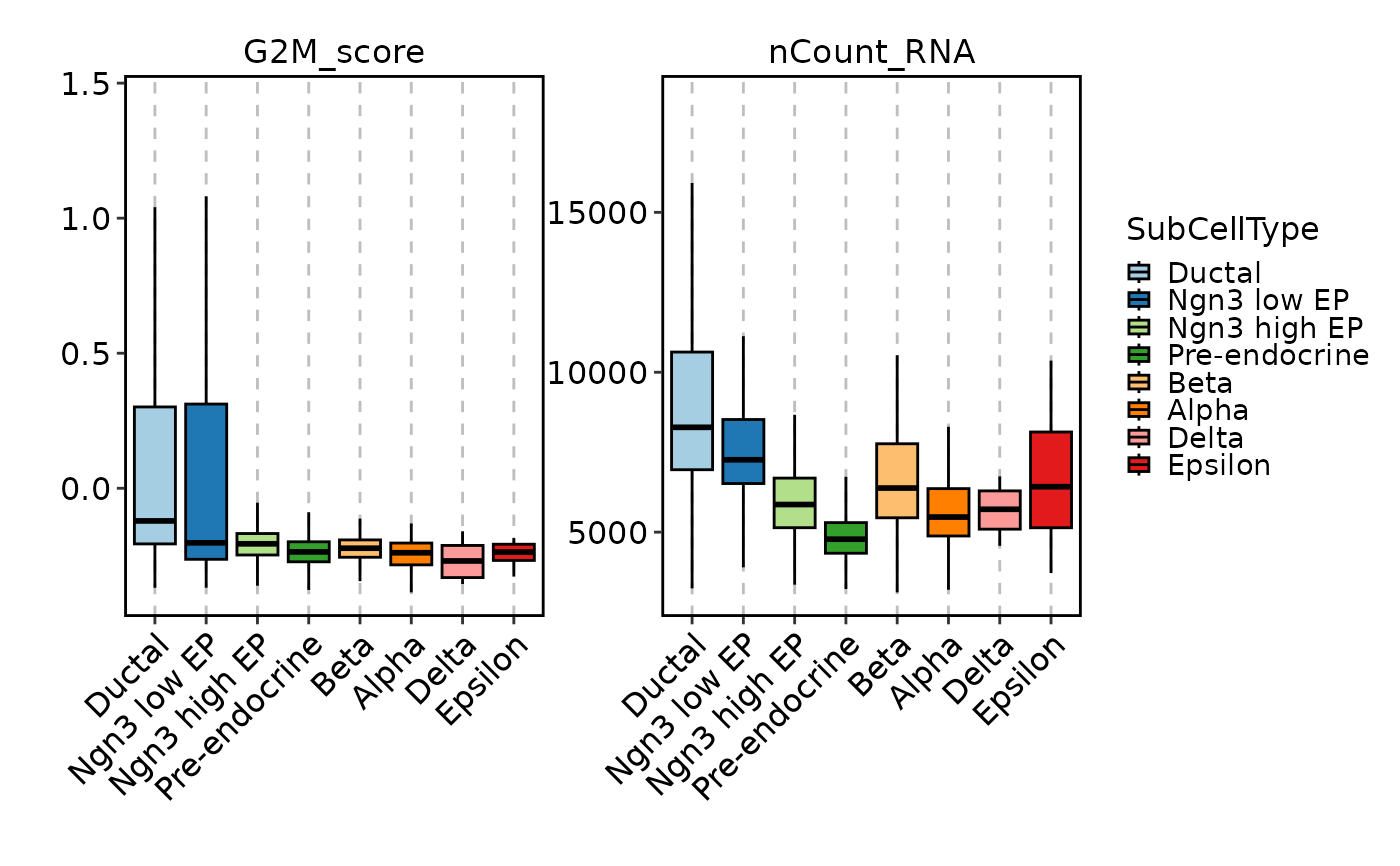 G2M_score
nCount_RNA
1.5
1.0
0.5
0.0
15000
10000
5000
Ductal
Ngn3 low EP
Ngn3 high EP
Pre-endocrine
Beta
Alpha
Delta
Epsilon
Ductal
Ngn3 low EP
Ngn3 high EP
Pre-endocrine
Beta
Alpha
Delta
Epsilon
SubCellType
Ductal
Ngn3 low EP
Ngn3 high EP
Pre-endocrine
Beta
Alpha
Delta
Epsilon